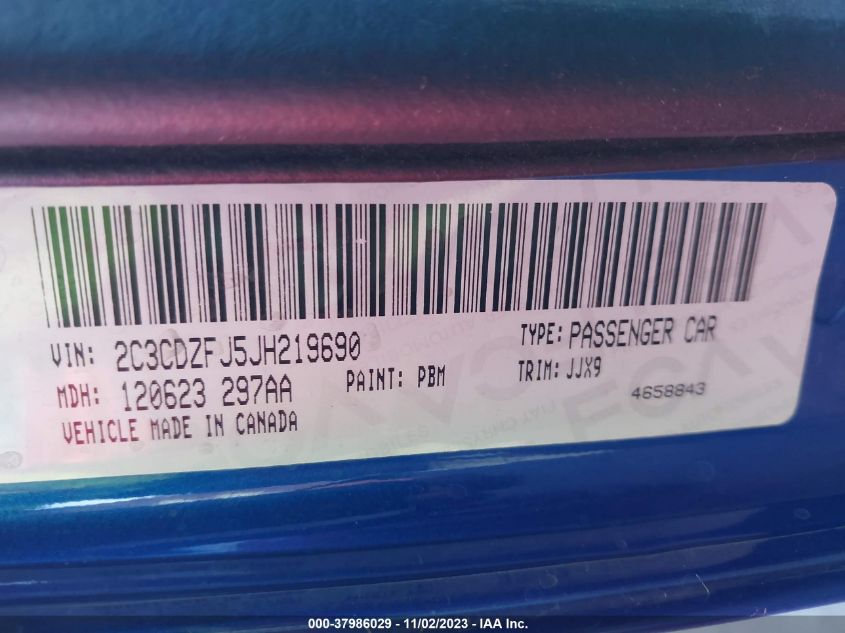 VIN: 2C3CDZFJ5JH219690 TYPE: PASSENGER CAR
MDH: 120623 297AA PAINT: PBM TRIM: JJX9
4658843
VEHICLE MADE IN CANADA
000-37986029 - 11/02/2023 - IAA Inc.